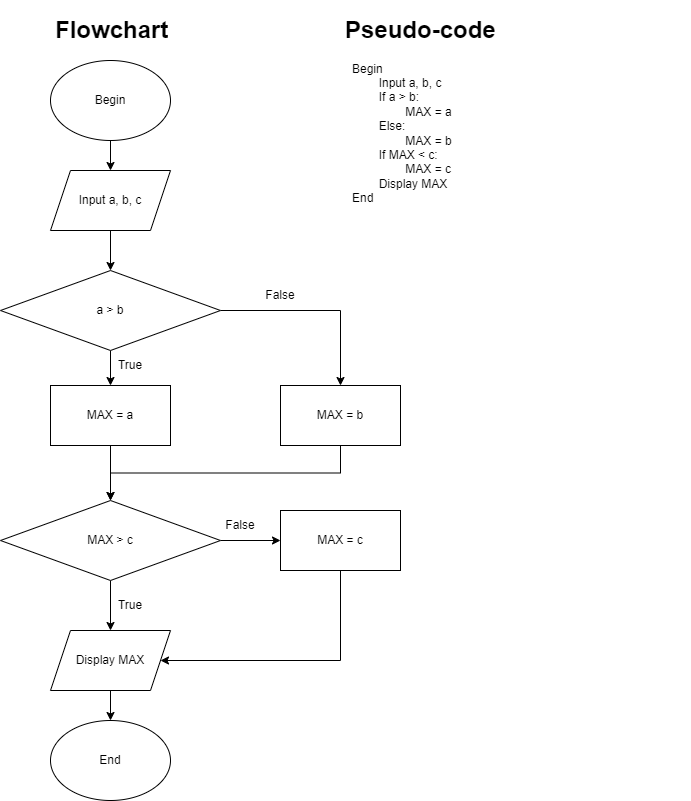 Flowchart
Begin
Input a, b, c
a > b
False
True
MAX = a
MAX = b
MAX > c
False
MAX = c
True
Display MAX
End
Pseudo-code
Begin
Input a, b, c
If a > b:
MAX = a
Else:
MAX = b
If MAX < c:
MAX = c
Display MAX
End